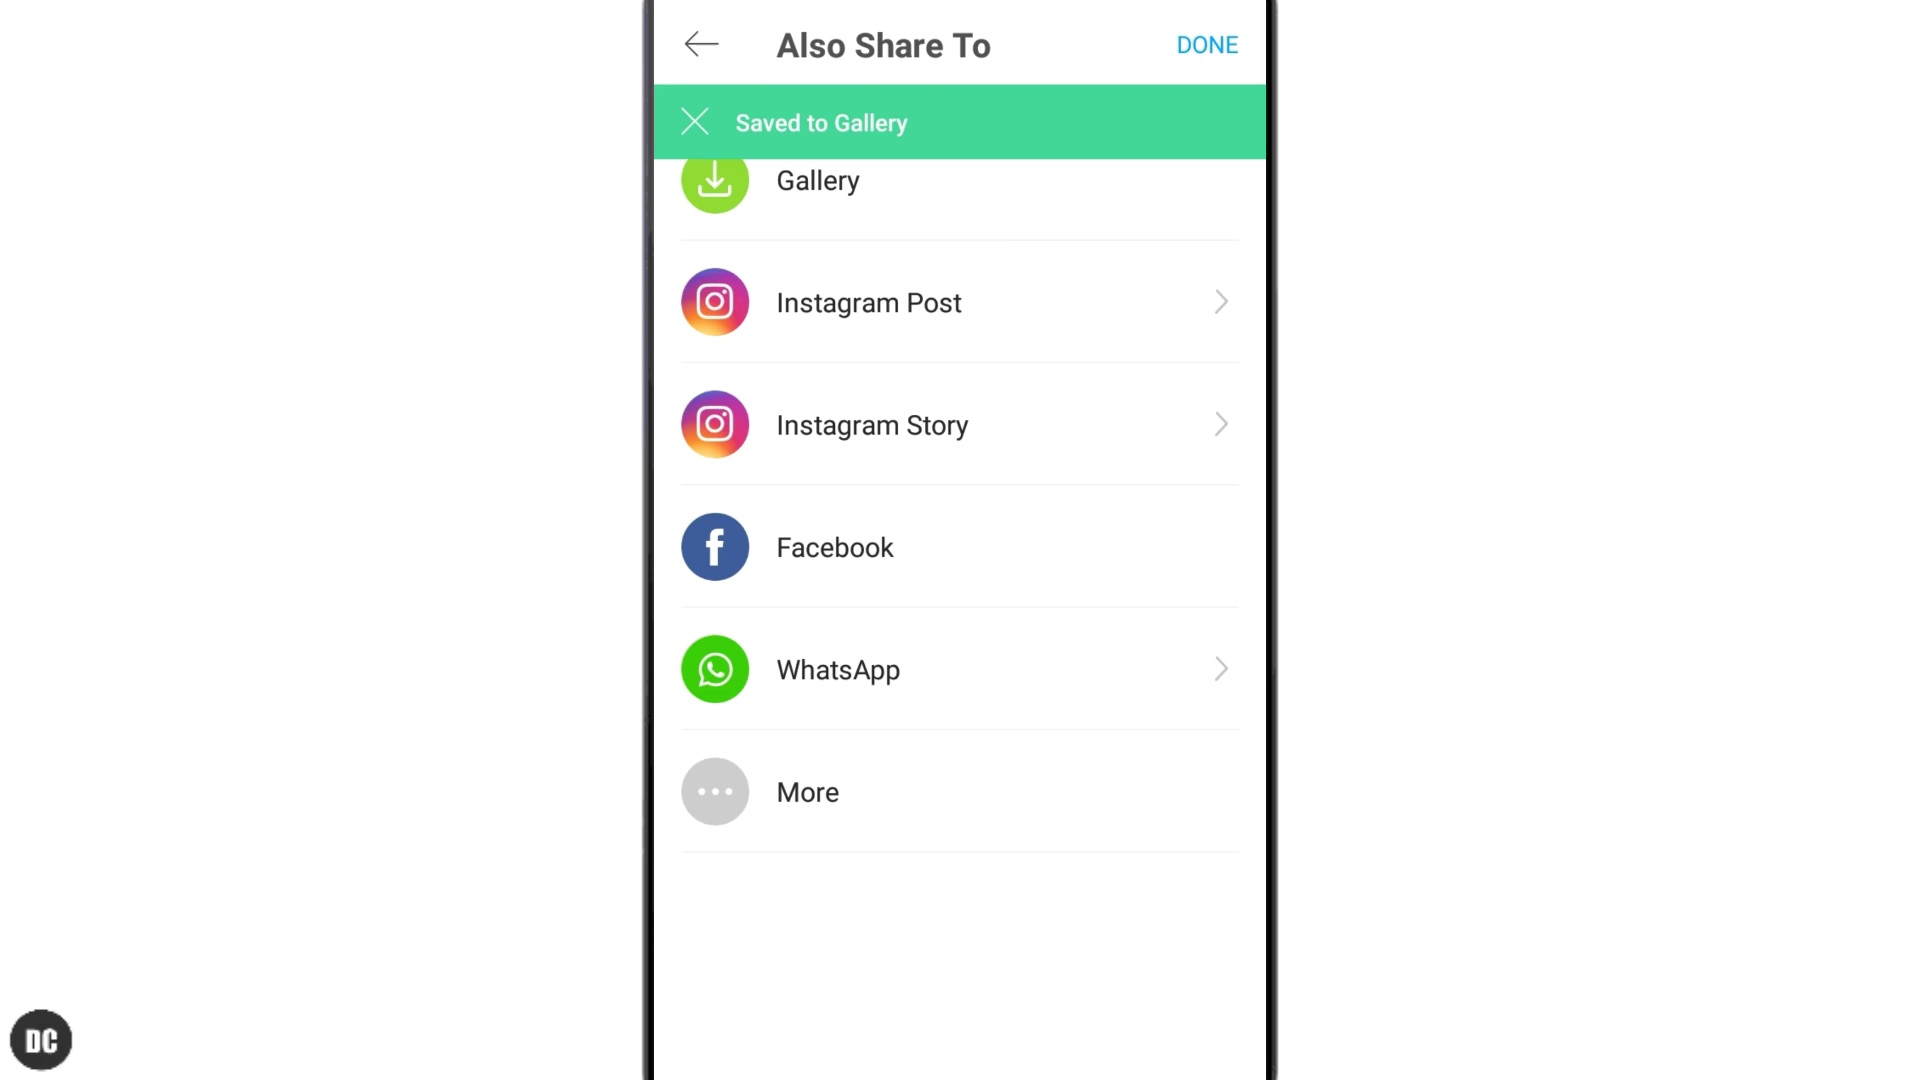 Also Share To
DONE
Saved to Gallery
Gallery
Instagram Post
Instagram Story
Facebook
WhatsApp
More
DC